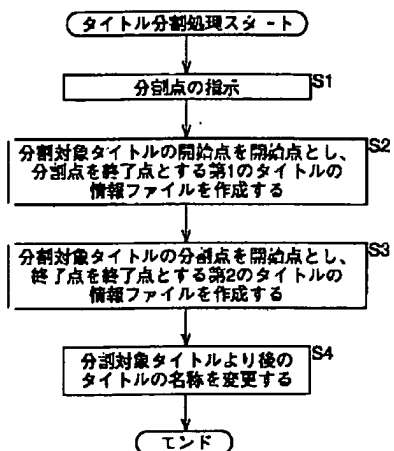 タイトル分割処理スタート
分割点の指示
S1
分割対象タイトルの開始点を開始点とし、
分割点を終了点とする第1のタイトルの
情報ファイルを作成する
S2
分割対象タイトルの分割点を開始点とし、
終了点を終了点とする第2のタイトルの
情報ファイルを作成する
S3
分割対象タイトルより後の
タイトルの名称を変更する
S4
エンド